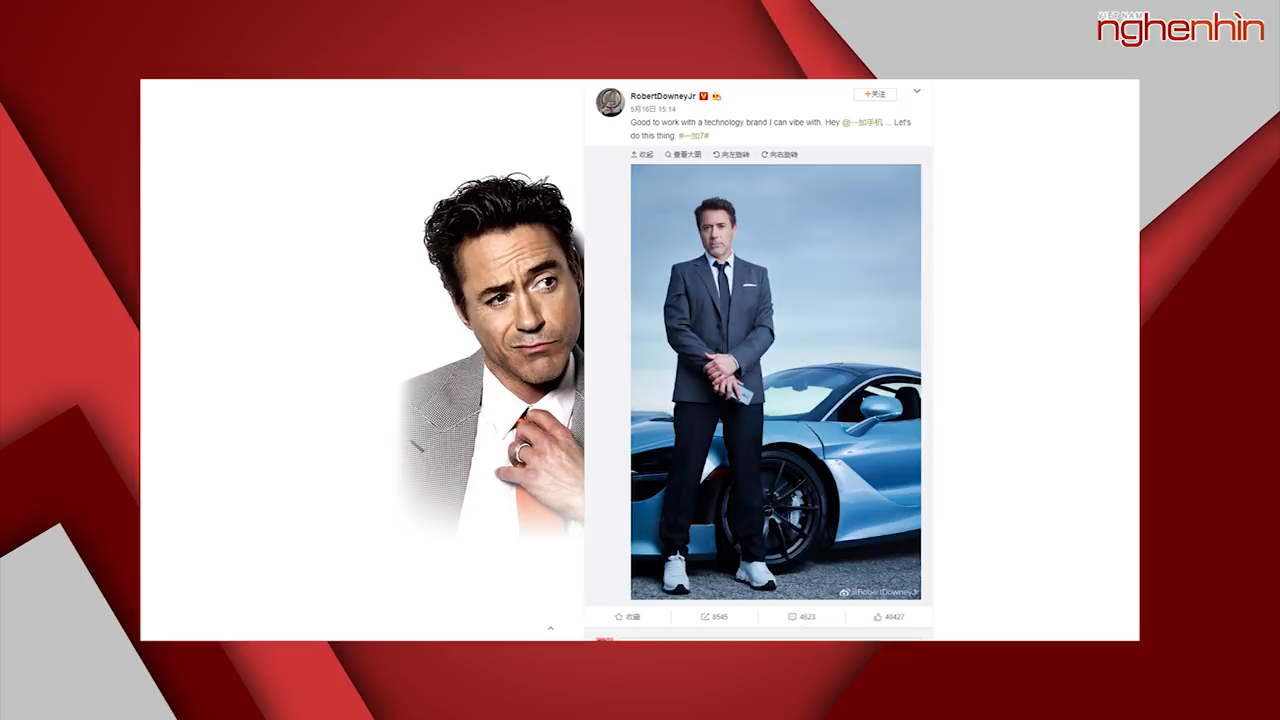 VIỆT NAM
nghenhìn
RobertDowneyJr
+关注
5月16日 15:14
Good to work with a technology brand I can vibe with. Hey @一加手机 ... Let's
do this thing. #一加7#
收起 查看大图 向左旋转 向右旋转
@RobertDowneyJr
收藏 8545 4623 40427